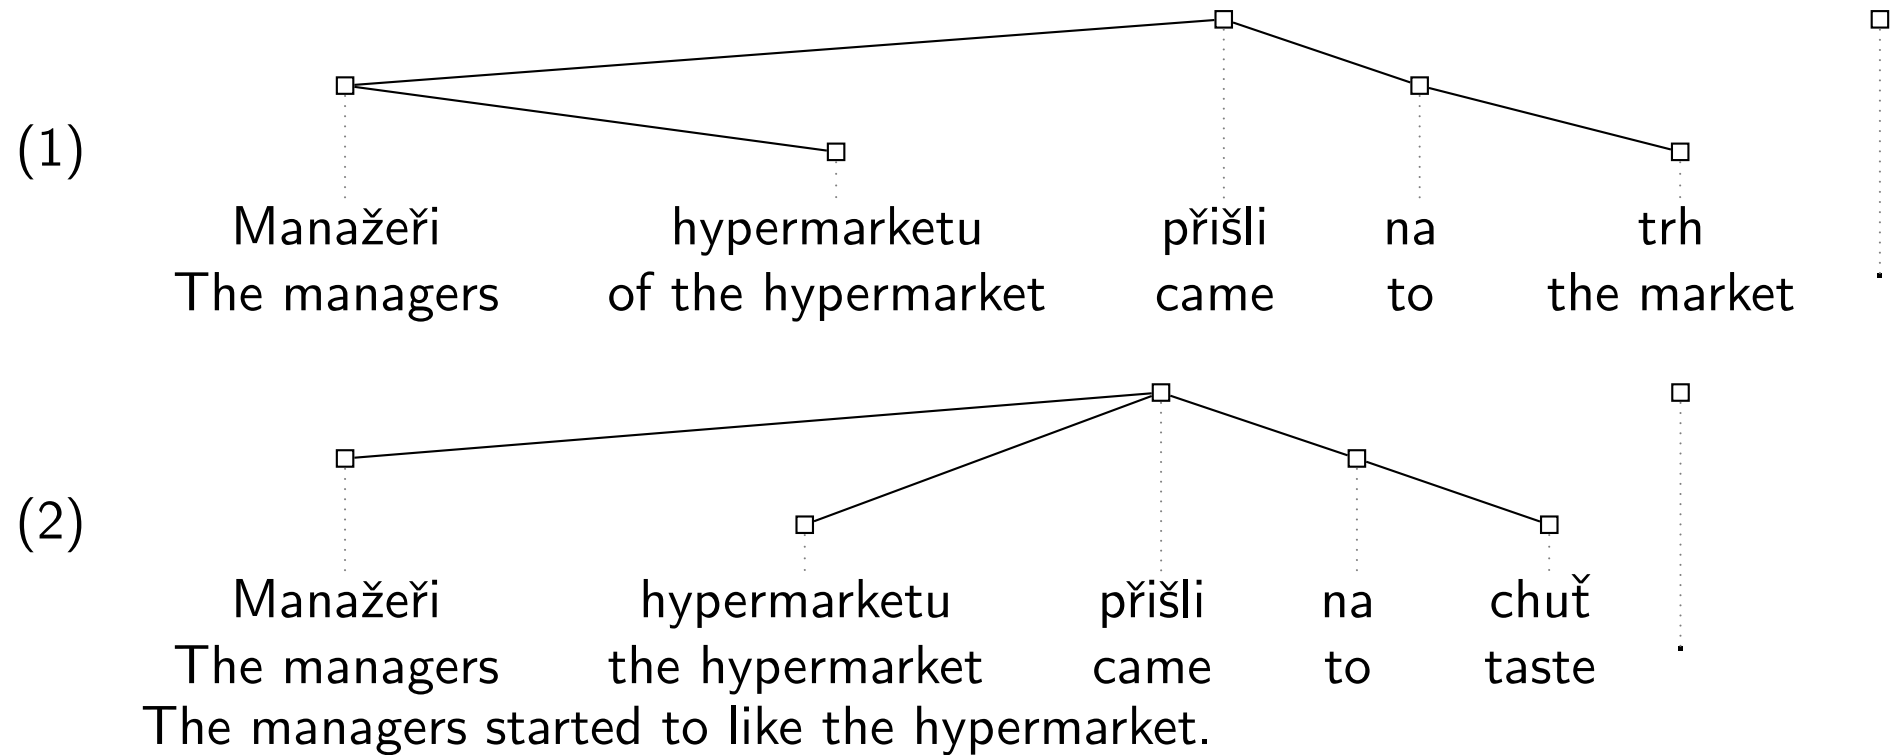 (1)
Manažeři hypermarketu přišli na trh .
The managers of the hypermarket came to the market
(2)
Manažeři hypermarketu přišli na chuť .
The managers the hypermarket came to taste
The managers started to like the hypermarket.